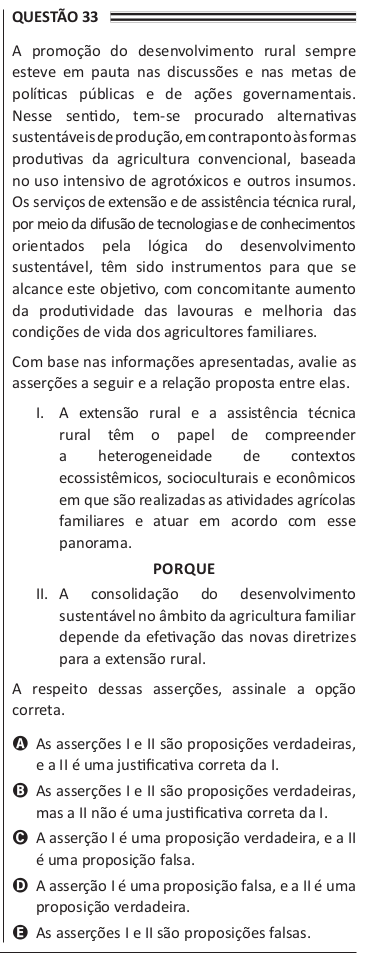 QUESTÃO 33
A promoção do desenvolvimento rural sempre
esteve em pauta nas discussões e nas metas de
políticas públicas e de ações governamentais.
Nesse sentido, tem-se procurado alternativas
sustentáveis de produção, em contraponto às formas
produtivas da agricultura convencional, baseada
no uso intensivo de agrotóxicos e outros insumos.
Os serviços de extensão e de assistência técnica rural,
por meio da difusão de tecnologias e de conhecimentos
orientados pela lógica do desenvolvimento
sustentável, têm sido instrumentos para que se
alcance este objetivo, com concomitante aumento
da produtividade das lavouras e melhoria das
condições de vida dos agricultores familiares.
Com base nas informações apresentadas, avalie as
asserções a seguir e a relação proposta entre elas.
I. A extensão rural e a assistência técnica
rural têm o papel de compreender
a heterogeneidade de contextos
ecossistêmicos, socioculturais e econômicos
em que são realizadas as atividades agrícolas
familiares e atuar em acordo com esse
panorama.
PORQUE
II. A consolidação do desenvolvimento
sustentável no âmbito da agricultura familiar
depende da efetivação das novas diretrizes
para a extensão rural.
A respeito dessas asserções, assinale a opção
correta.
A As asserções I e II são proposições verdadeiras,
e a II é uma justificativa correta da I.
B As asserções I e II são proposições verdadeiras,
mas a II não é uma justificativa correta da I.
C A asserção I é uma proposição verdadeira, e a II
é uma proposição falsa.
D A asserção I é uma proposição falsa, e a II é uma
proposição verdadeira.
E As asserções I e II são proposições falsas.